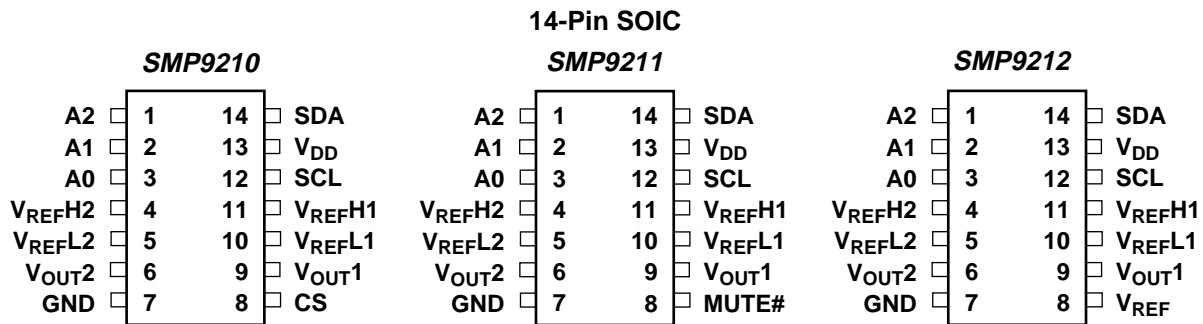 14-Pin SOIC
SMP9210 SMP9211 SMP9212
A2 1 14 SDA A2 1 14 SDA A2 1 14 SDA
A1 2 13 VDD A1 2 13 VDD A1 2 13 VDD
A0 3 12 SCL A0 3 12 SCL A0 3 12 SCL
VREFH2 4 11 VREFH1 VREFH2 4 11 VREFH1 VREFH2 4 11 VREFH1
VREFL2 5 10 VREFL1 VREFL2 5 10 VREFL1 VREFL2 5 10 VREFL1
VOUT2 6 9 VOUT1 VOUT2 6 9 VOUT1 VOUT2 6 9 VOUT1
GND 7 8 CS GND 7 8 MUTE# GND 7 8 VREF